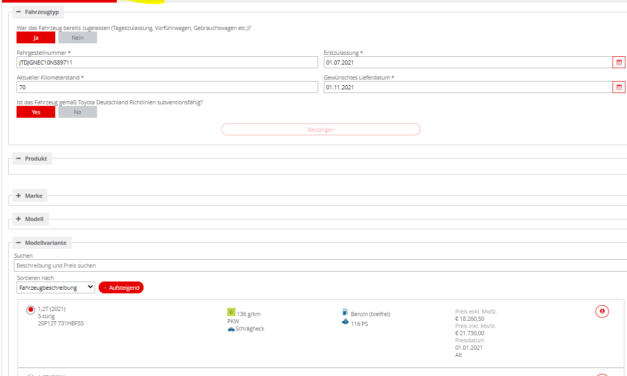 Fahrzeugtyp
War das Fahrzeug bereits zugelassen (Tageszulassung, Vorführwagen, Gebrauchtwagen etc.)?
Ja Nein
Fahrgestellnummer * Erstzulassung *
JTDJGNEC10N589711 01.07.2021
Aktueller Kilometerstand * Gewünschtes Lieferdatum *
70 01.11.2021
Ist das Fahrzeug gemäß Toyota Deutschland Richtlinien subventionsfähig?
Yes No
Bestätigen
Produkt
Marke
Modell
Modellvariante
Suchen
Beschreibung und Preis suchen
Sortieren nach
Fahrzeugbeschreibung Aufsteigend
1,2T (2021)
5-türig
20P12T 731HBFSS
136 g/km
PKW
Schrägheck
Benzin (bleifrei)
116 PS
Preis exkl. MwSt.
€ 18.260,50
Preis inkl. MwSt.
€ 21.730,00
Preisdatum
01.01.2021
Alt